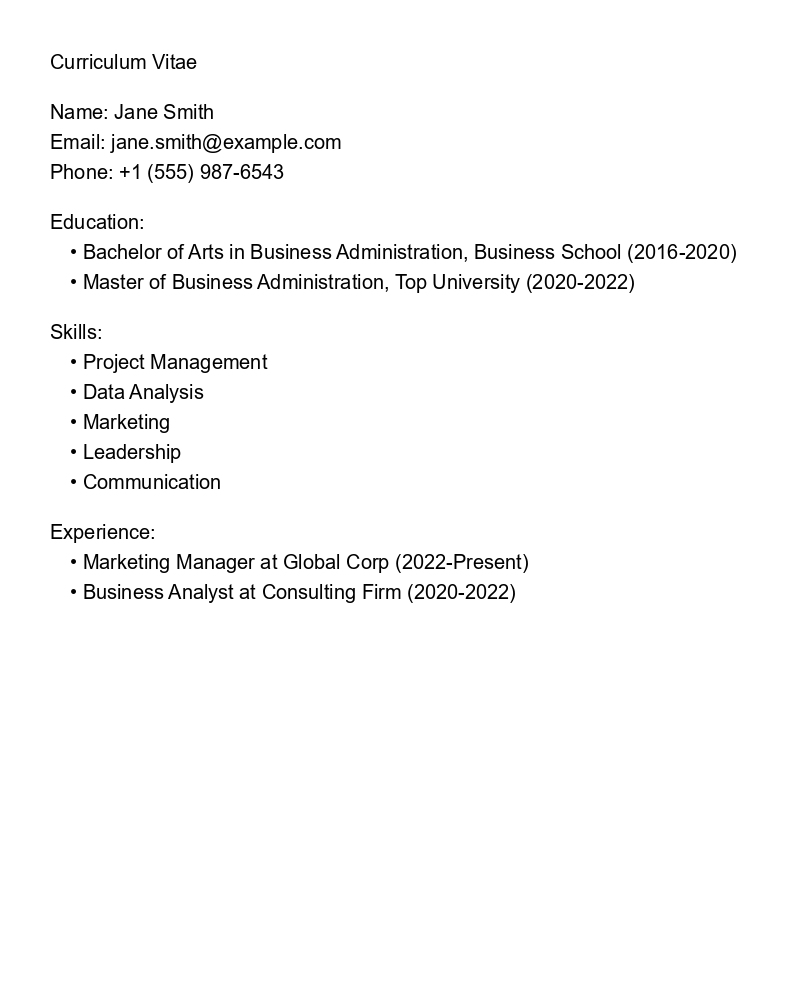 Curriculum Vitae
Name: Jane Smith
Email: jane.smith@example.com
Phone: +1 (555) 987-6543
Education:
• Bachelor of Arts in Business Administration, Business School (2016-2020)
• Master of Business Administration, Top University (2020-2022)
Skills:
• Project Management
• Data Analysis
• Marketing
• Leadership
• Communication
Experience:
• Marketing Manager at Global Corp (2022-Present)
• Business Analyst at Consulting Firm (2020-2022)